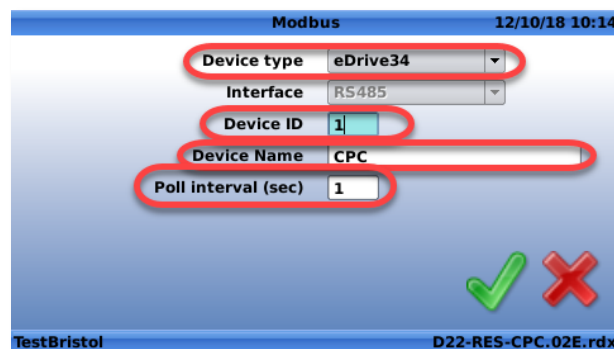 Modbus 12/10/18 10:14
Device type eDrive34
Interface RS485
Device ID 1
Device Name CPC
Poll interval (sec) 1
TestBristol D22-RES-CPC.02E.rdx